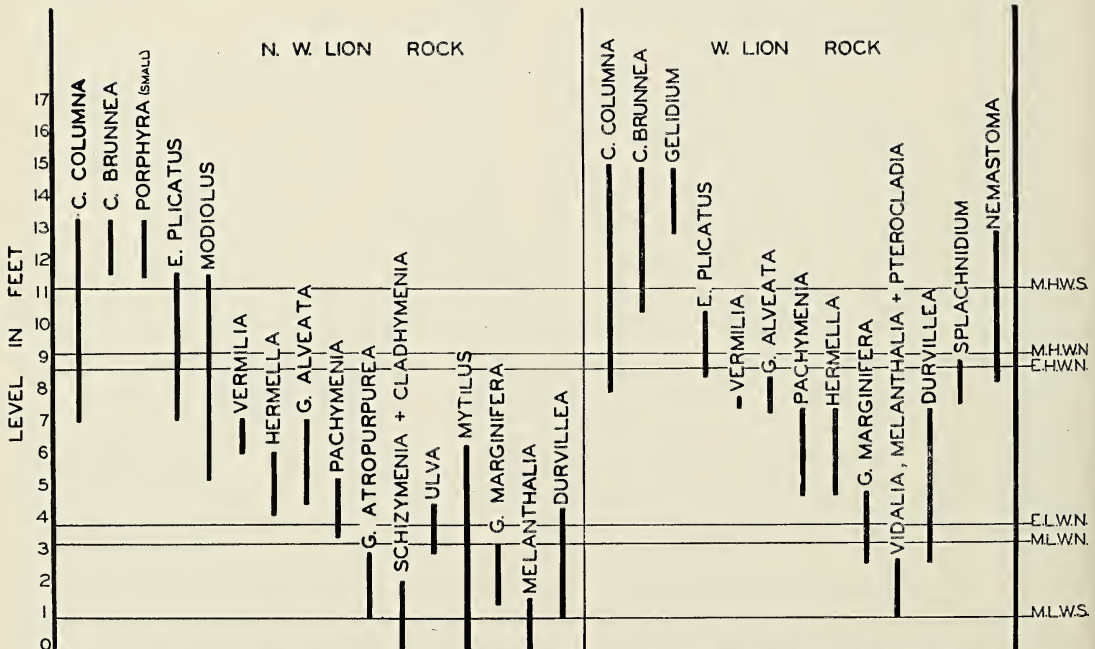 N. W. LION ROCK
W. LION ROCK
LEVEL IN FEET
17
16
15
14
13
12
11
10
9
8
7
6
5
4
3
2
1
0
C. COLUMNA
C. BRUNNEA
PORPHYRA (SMALL)
E. PLICATUS
MODIOLUS
VERMILIA
HERMELLA
G. ALVEATA
PACHYMENIA
G. ATROPURPUREA
SCHIZYMENIA + CLADHYMENIA
ULVA
MYTILUS
G. MARGINIFERA
MELANTHALIA
DURVILLEA
C. COLUMNA
C. BRUNNEA
GELIDIUM
E. PLICATUS
VERMILIA
G. ALVEATA
PACHYMENIA
HERMELLA
G. MARGINIFERA
VIDALIA, MELANTHALIA + PTEROCLADIA
DURVILLEA
SPLACHNIDIUM
NEMASTOMA
M.H.W.S.
M.H.W.N
E.H.W.N.
E.L.W.N.
M.L.W.N.
M.L.W.S.